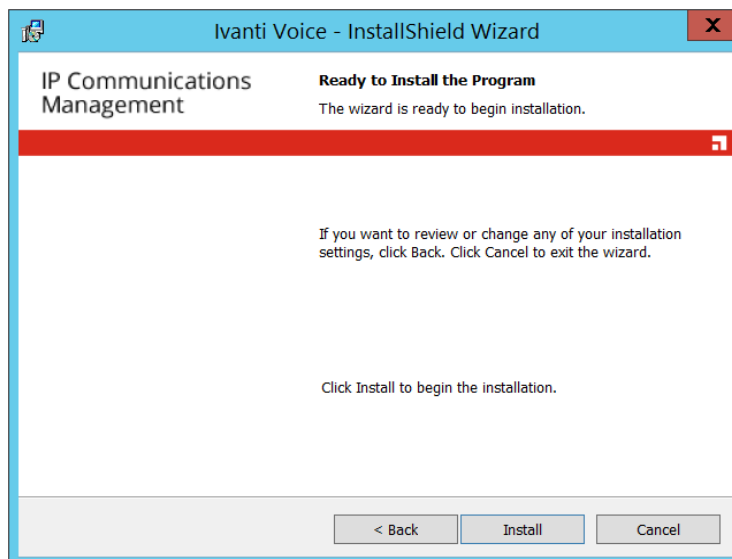 Ivanti Voice - InstallShield Wizard
X
IP Communications
Management
Ready to Install the Program
The wizard is ready to begin installation.
If you want to review or change any of your installation
settings, click Back. Click Cancel to exit the wizard.
Click Install to begin the installation.
< Back
Install
Cancel